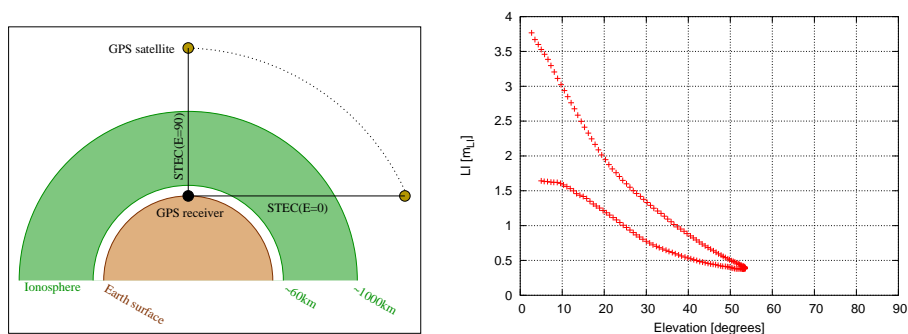 GPS satellite
STEC(E=90)
GPS receiver
STEC(E=0)
Ionosphere
Earth surface
~60km
~1000km
4
3.5
3
2.5
2
1.5
1
0.5
0
LI [m_LI]
0 10 20 30 40 50 60 70 80 90
Elevation [degrees]